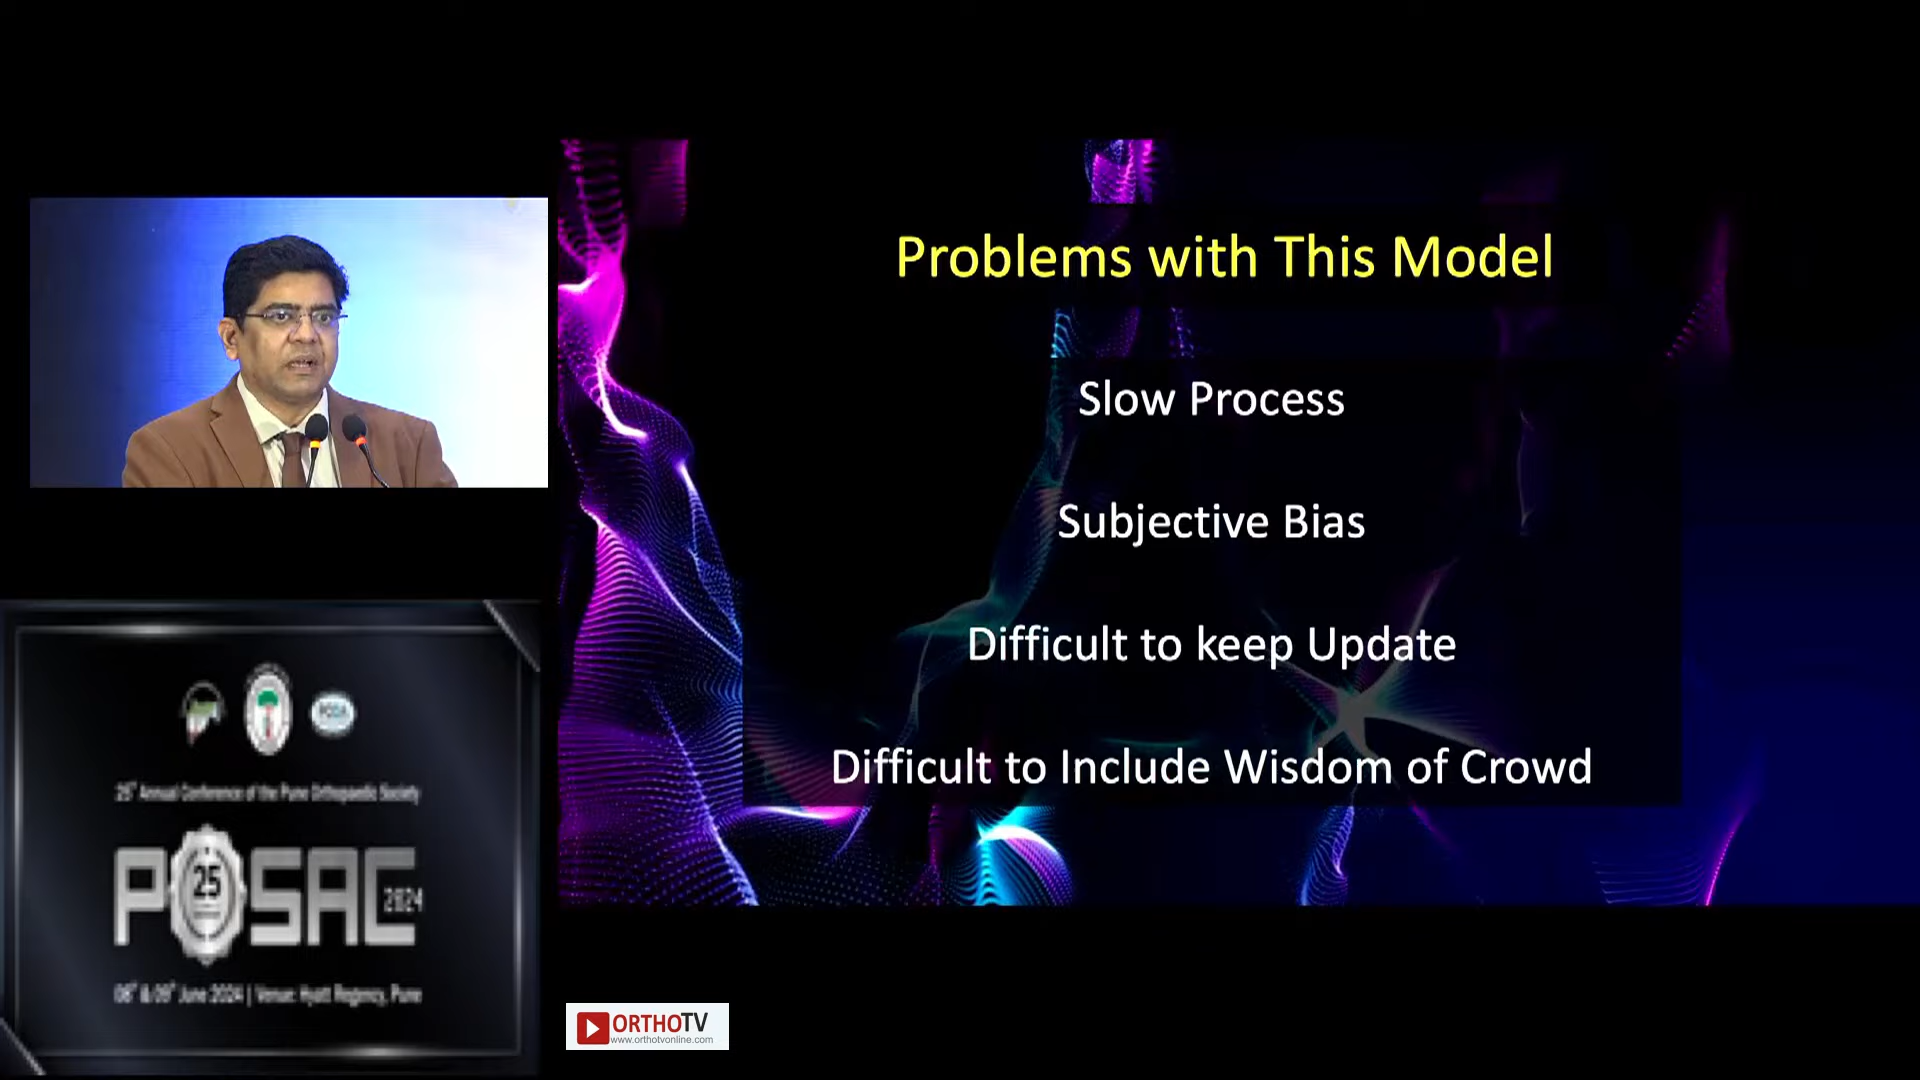 Problems with This Model
Slow Process
Subjective Bias
Difficult to keep Update
Difficult to Include Wisdom of Crowd
25th Annual Conference of the Pune Orthopaedic Society
POSAC 2024
25
08th & 09th June 2024 | Venue: Hyatt Regency, Pune
ORTHOTV
www.orthotvonline.com